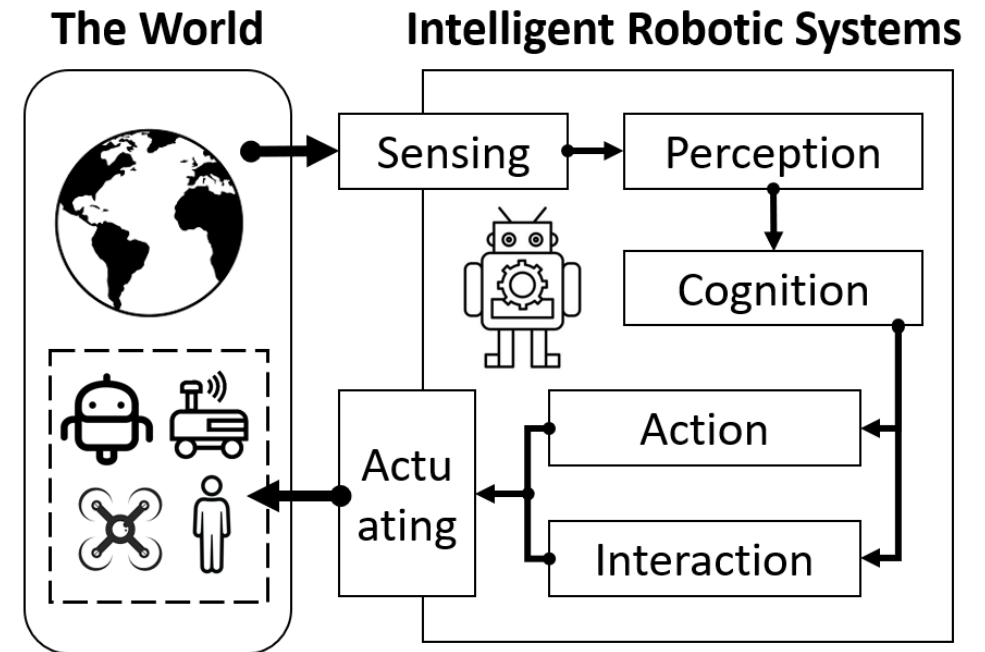 The World
Intelligent Robotic Systems
Sensing
Perception
Cognition
Action
Actu
ating
Interaction